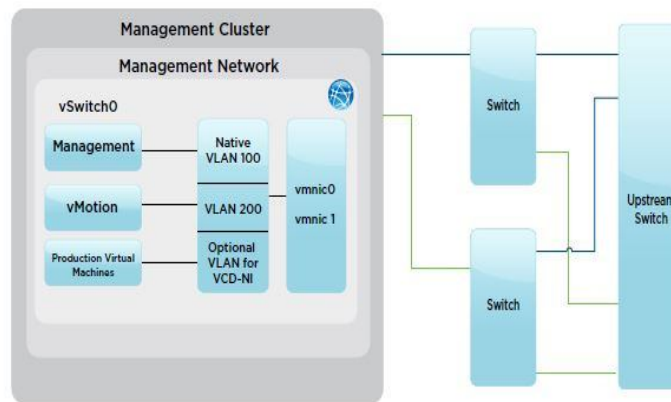 Management Cluster
Management Network
vSwitch0
Management
vMotion
Production Virtual
Machines
Native
VLAN 100
VLAN 200
Optional
VLAN for
VCD-NI
vmnic0
vmnic 1
Switch
Switch
Upstream
Switch